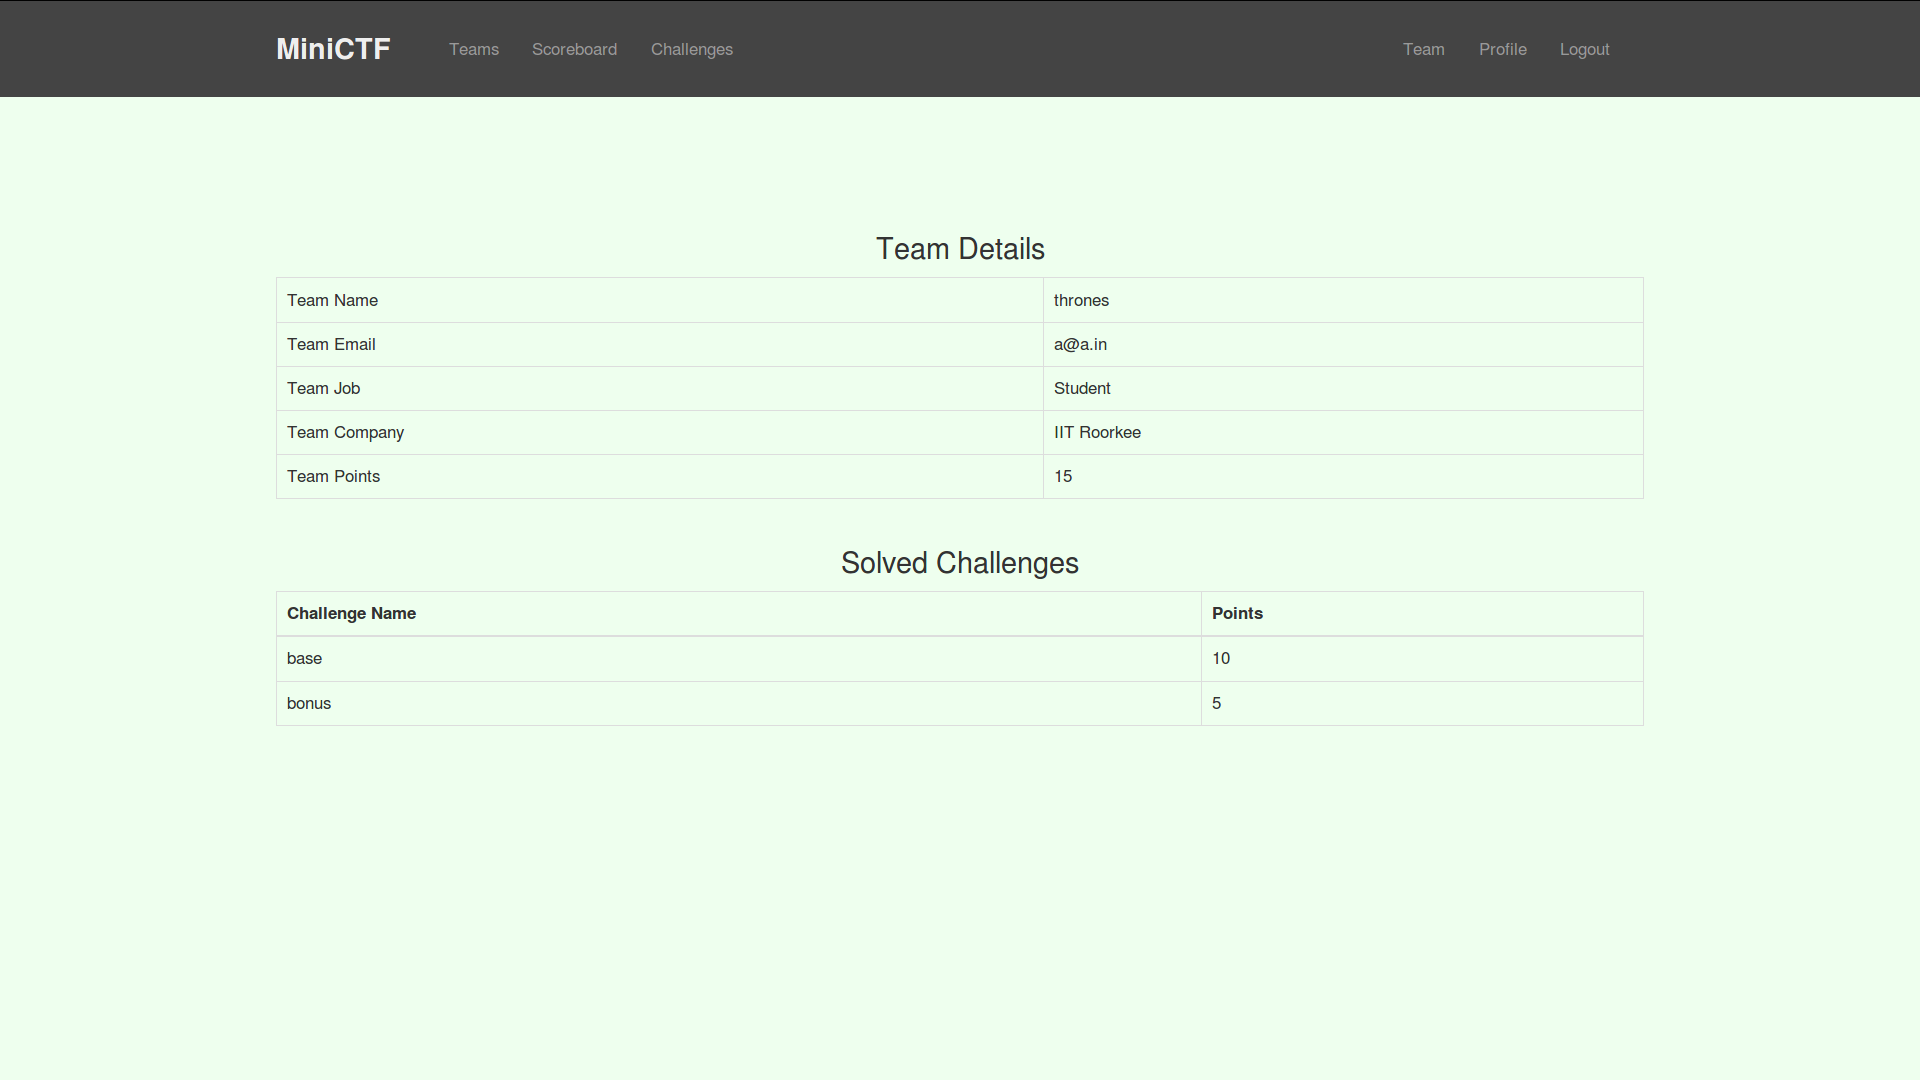 MiniCTF Teams Scoreboard Challenges Team Profile Logout
Team Details
Team Name thrones
Team Email a@a.in
Team Job Student
Team Company IIT Roorkee
Team Points 15
Solved Challenges
Challenge Name Points
base 10
bonus 5